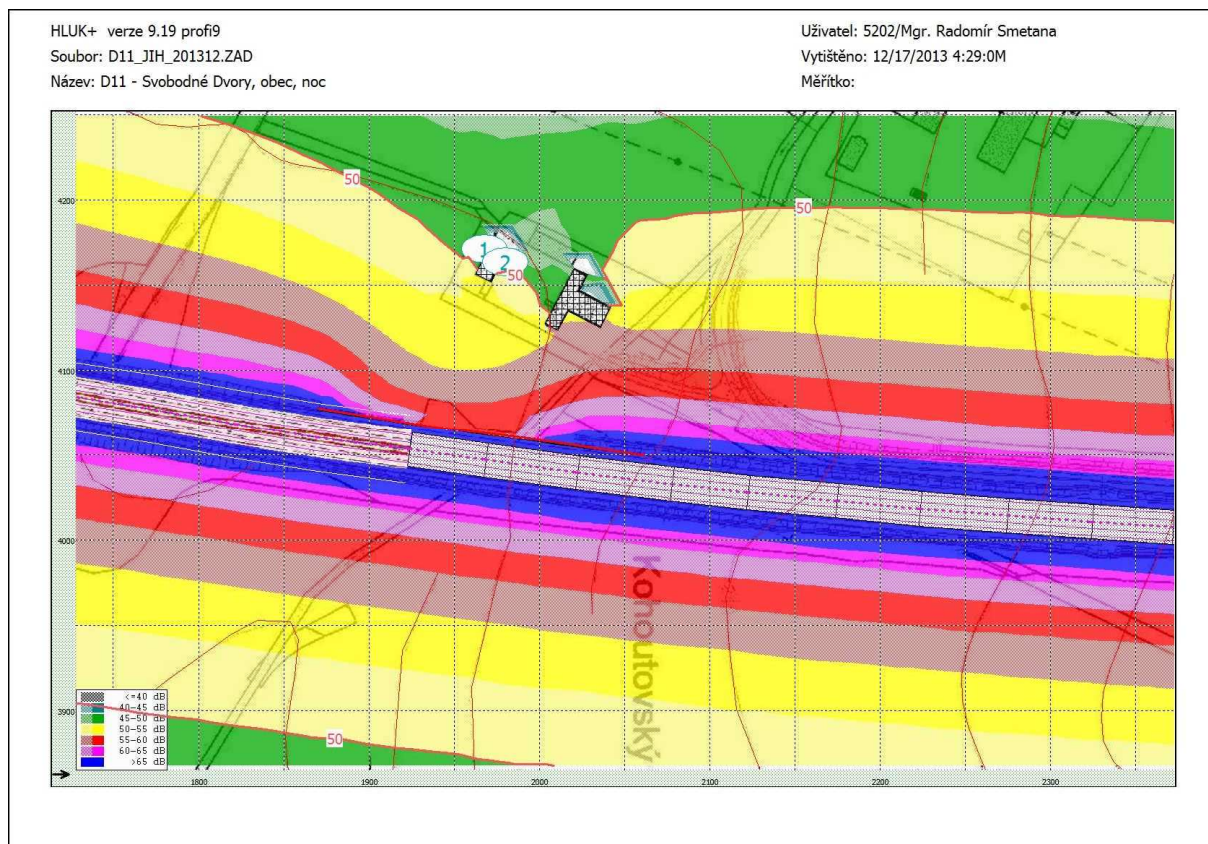 HLUK+ verze 9.19 profi9
Uživatel: 5202/Mgr. Radomír Smetana
Soubor: D11_JIH_201312.ZAD
Vytištěno: 12/17/2013 4:29:0M
Název: D11 - Svobodné Dvory, obec, noc
Měřítko:
4200
50
50
1
2
50
4100
4000
Kohoutovský
3900
50
<=40 dB
40-45 dB
45-50 dB
50-55 dB
55-60 dB
60-65 dB
>65 dB
1800
1900
2000
2100
2200
2300